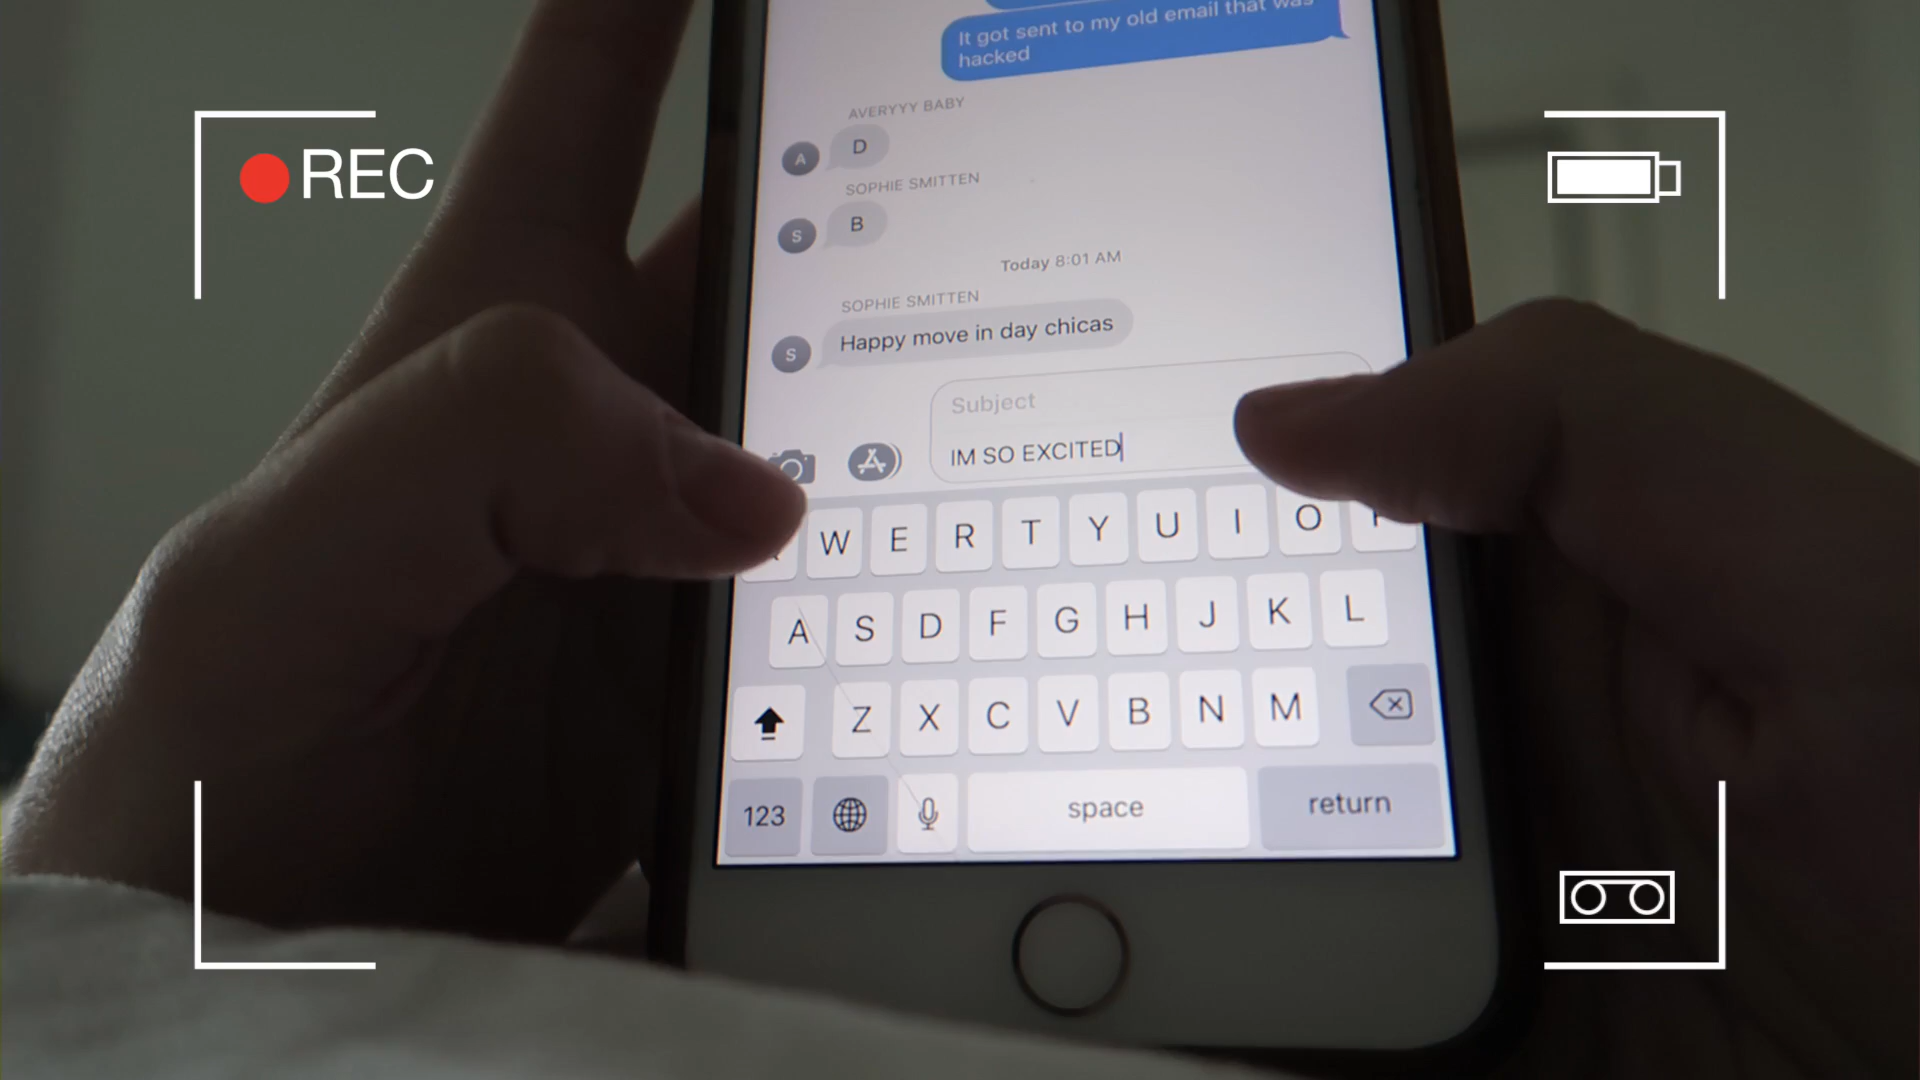 It got sent to my old email that was
hacked
AVERYYY BABY
A
D
SOPHIE SMITTEN
S
B
Today 8:01 AM
SOPHIE SMITTEN
S
Happy move in day chicas
Subject
IM SO EXCITED
W E R T Y U I O
A S D F G H J K L
Z X C V B N M
123
space
return
REC